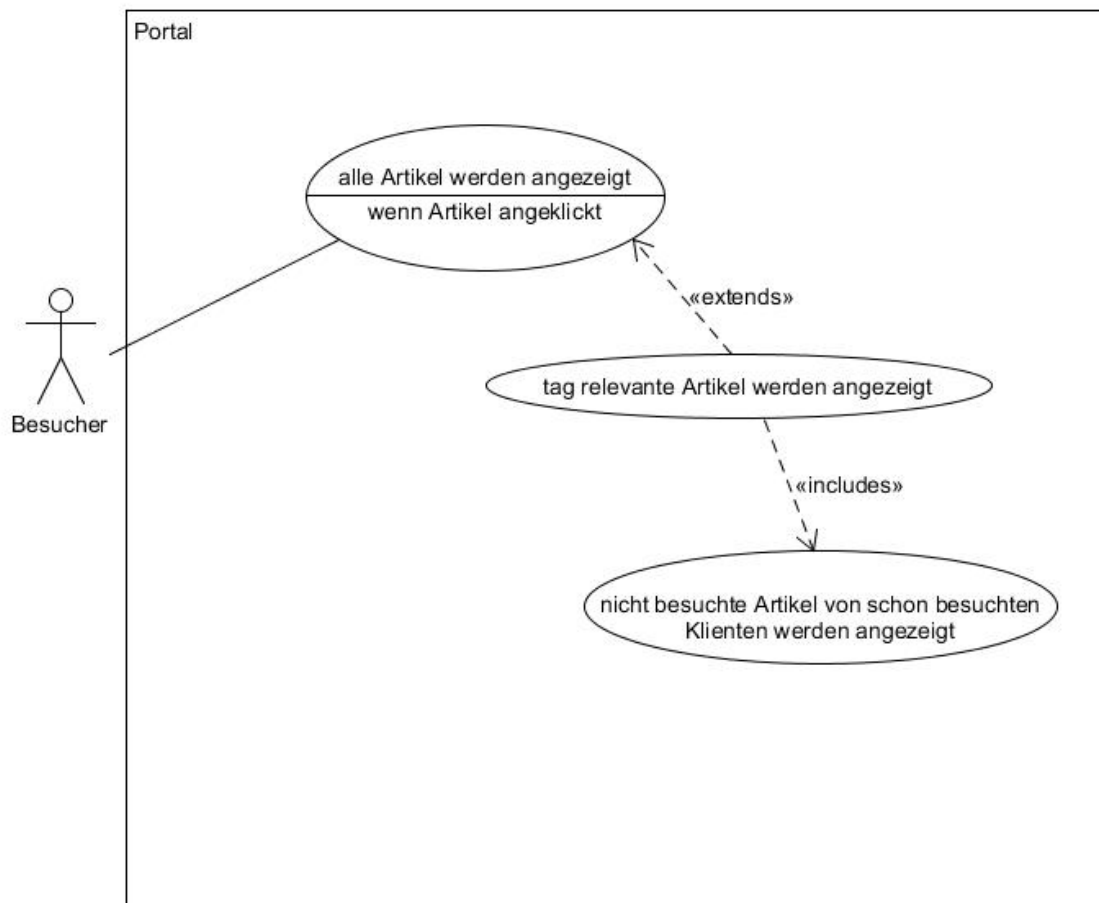 Portal
alle Artikel werden angezeigt
wenn Artikel angeklickt
«extends»
tag relevante Artikel werden angezeigt
Besucher
«includes»
nicht besuchte Artikel von schon besuchten
Klienten werden angezeigt